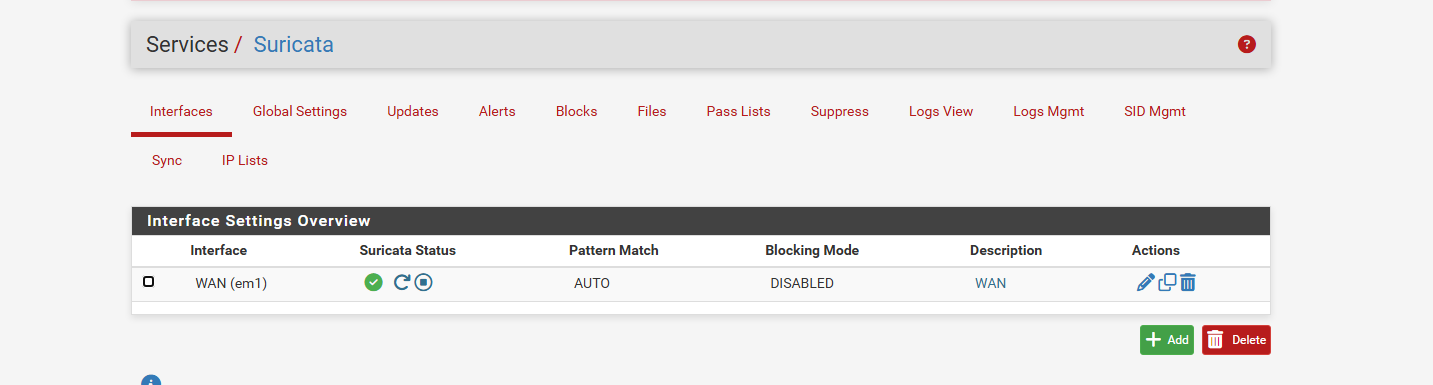 Services / Suricata
Interfaces Global Settings Updates Alerts Blocks Files Pass Lists Suppress Logs View Logs Mgmt SID Mgmt
Sync IP Lists
Interface Settings Overview
Interface Suricata Status Pattern Match Blocking Mode Description Actions
WAN (em1) AUTO DISABLED WAN
Add Delete